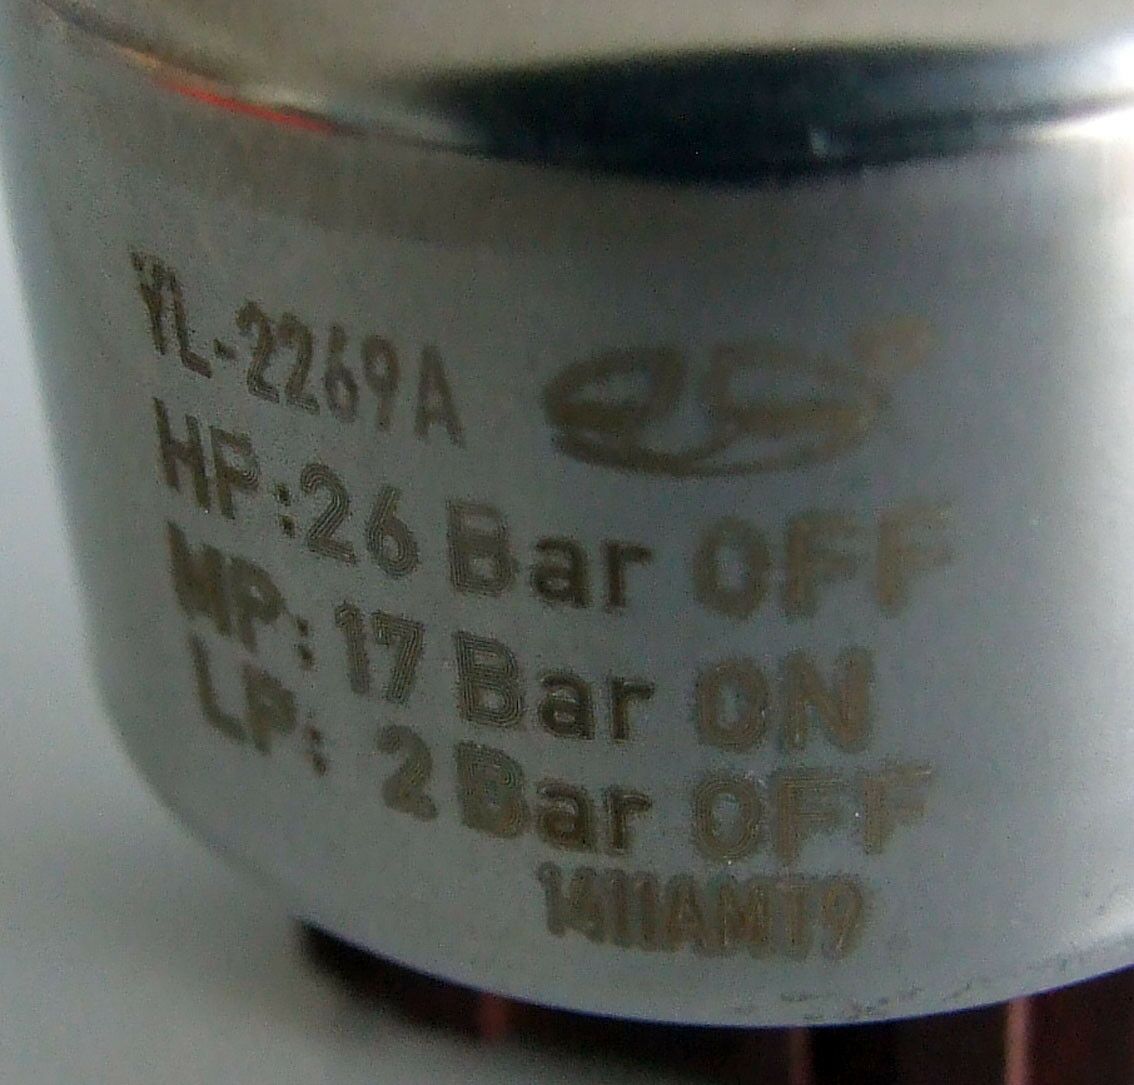 YL-2269A
HP:26 Bar OFF
MP:17 Bar ON
LP: 2 Bar OFF
1411AMT9